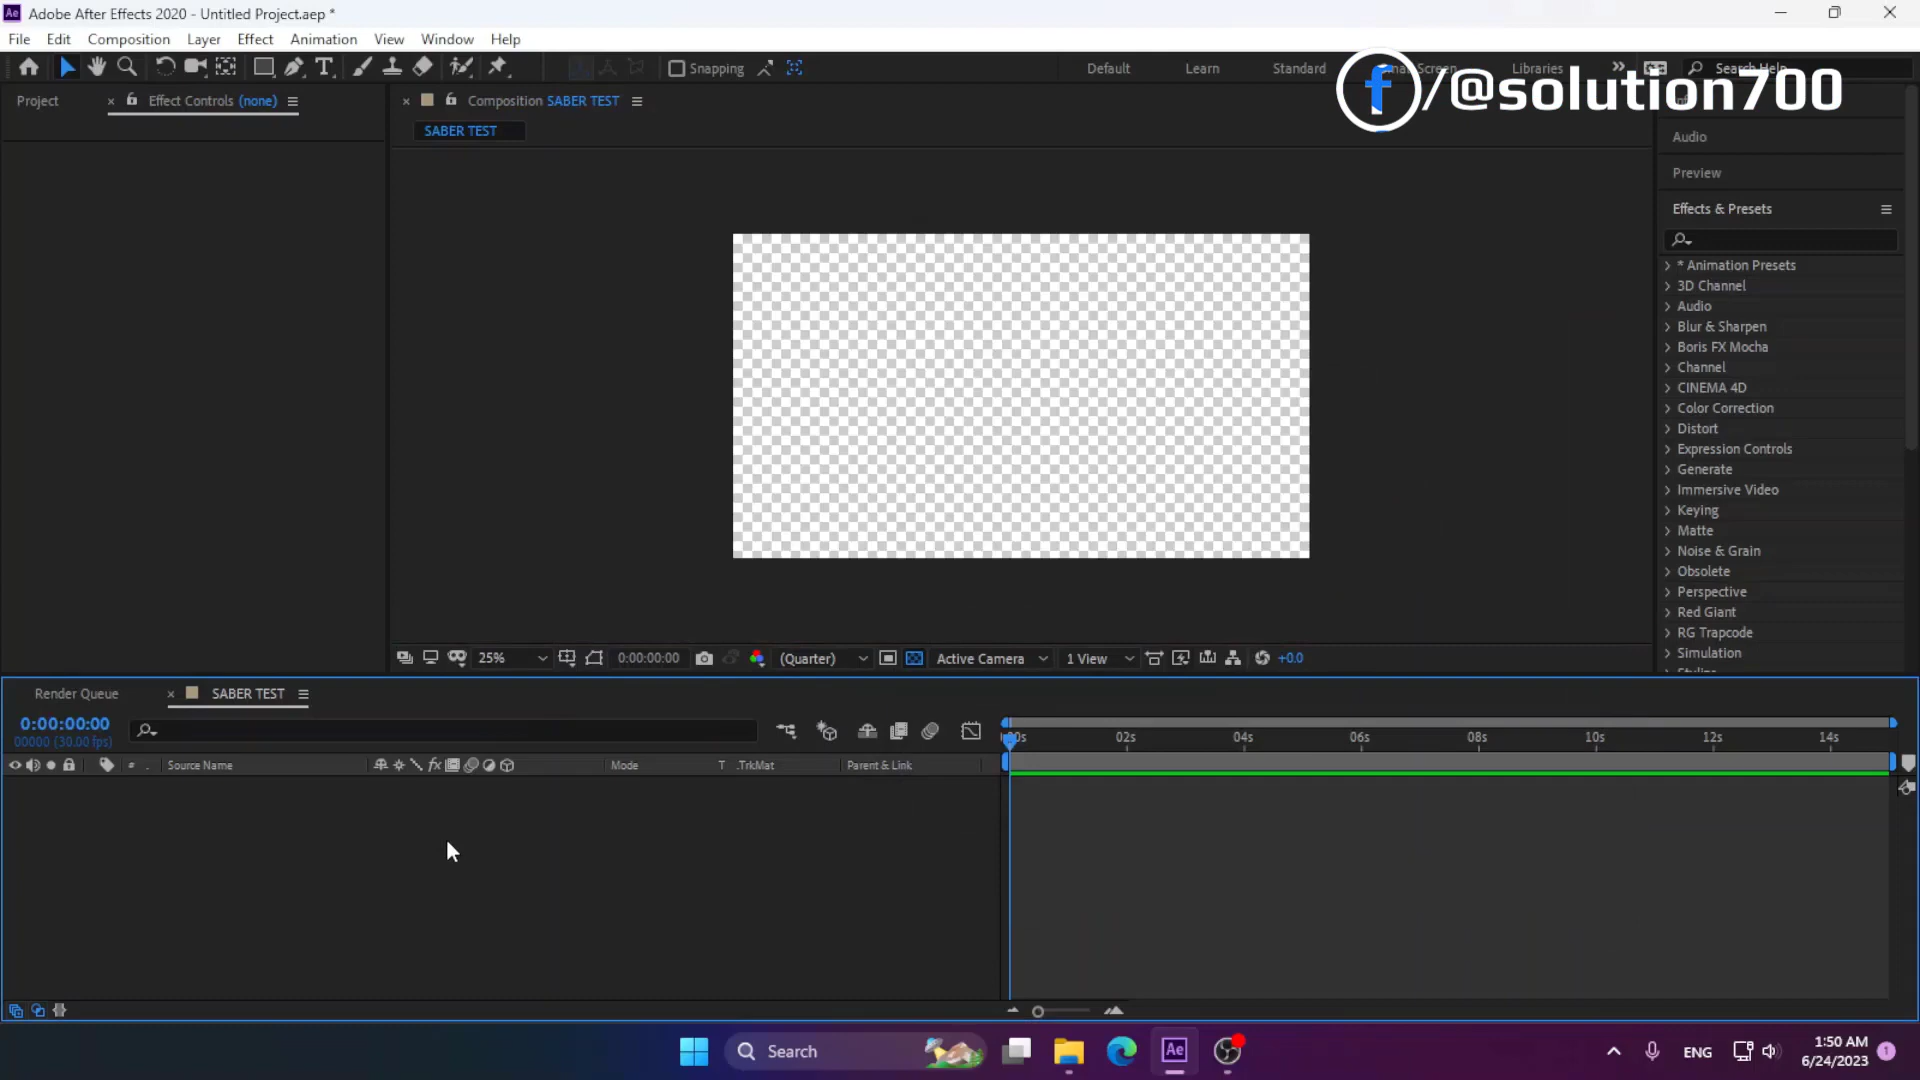 Adobe After Effects 2020 - Untitled Project.aep *
File Edit Composition Layer Effect Animation View Window Help
T Snapping Default Learn Standard Libraries Search Help
f/@solution700
Project × Effect Controls (none)
× Composition SABER TEST
SABER TEST
Audio
Preview
Effects & Presets
* Animation Presets
3D Channel
Audio
Blur & Sharpen
Boris FX Mocha
Channel
CINEMA 4D
Color Correction
Distort
Expression Controls
Generate
Immersive Video
Keying
Matte
Noise & Grain
Obsolete
Perspective
Red Giant
RG Trapcode
Simulation
25% 0:00:00:00 (Quarter) Active Camera 1 View +0.0
Render Queue × SABER TEST
0:00:00:00
00000 (30.00 fps)
02s 04s 06s 08s 10s 12s 14s
# Source Name fx Mode T .TrkMat Parent & Link
Search Ae ENG
1:50 AM
6/24/2023 1